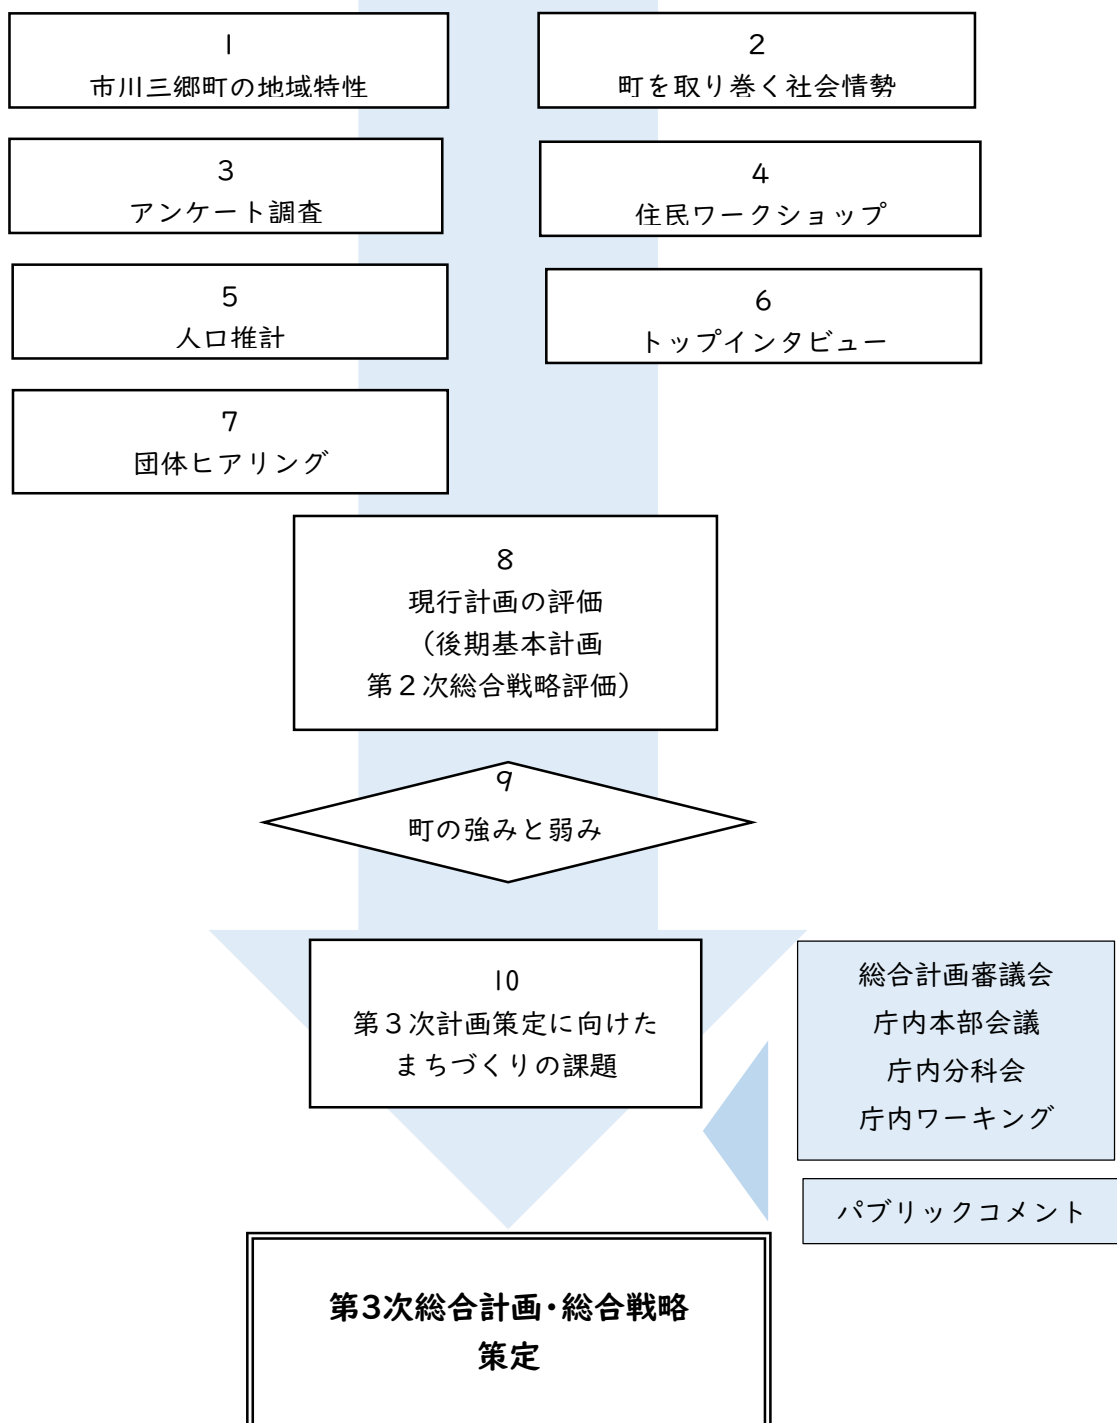 1
市川三郷町の地域特性
2
町を取り巻く社会情勢
3
アンケート調査
4
住民ワークショップ
5
人口推計
6
トップインタビュー
7
団体ヒアリング
8
現行計画の評価
（後期基本計画
第２次総合戦略評価）
9
町の強みと弱み
10
第３次計画策定に向けた
まちづくりの課題
総合計画審議会
庁内本部会議
庁内分科会
庁内ワーキング
パブリックコメント
第3次総合計画・総合戦略
策定